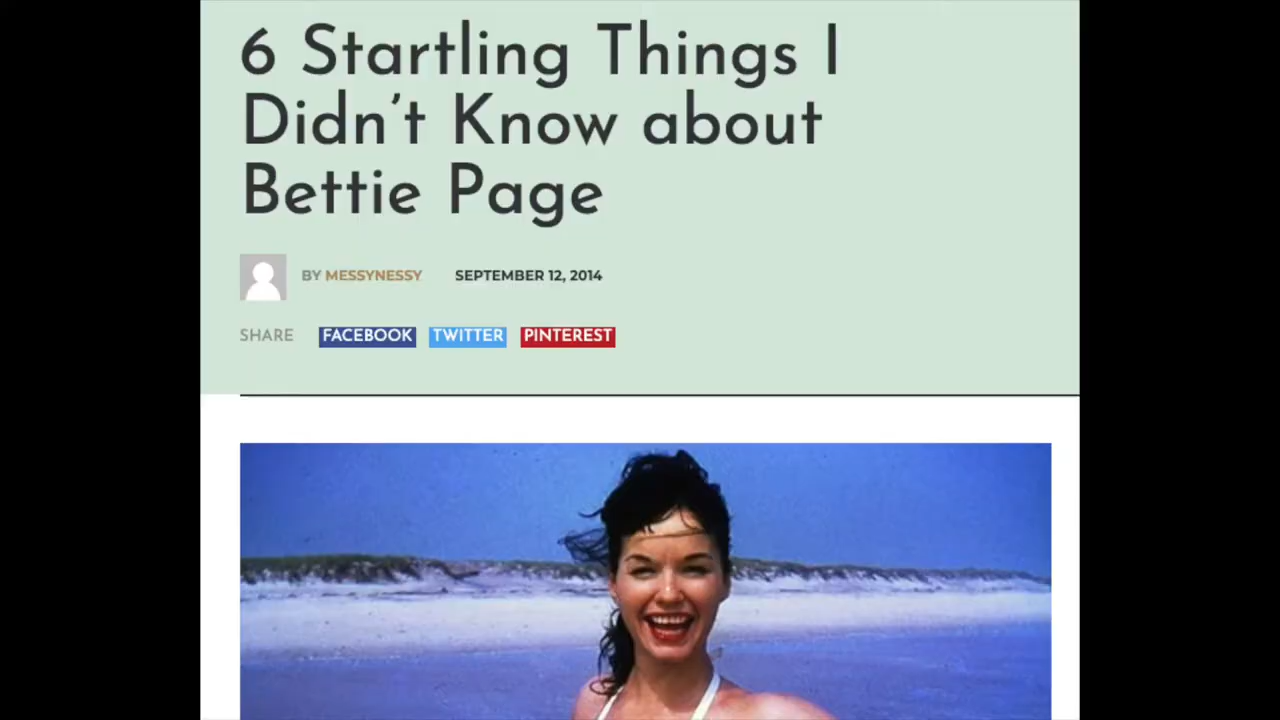 6 Startling Things I
Didn’t Know about
Bettie Page
BY MESSYNESSY SEPTEMBER 12, 2014
SHARE FACEBOOK TWITTER PINTEREST